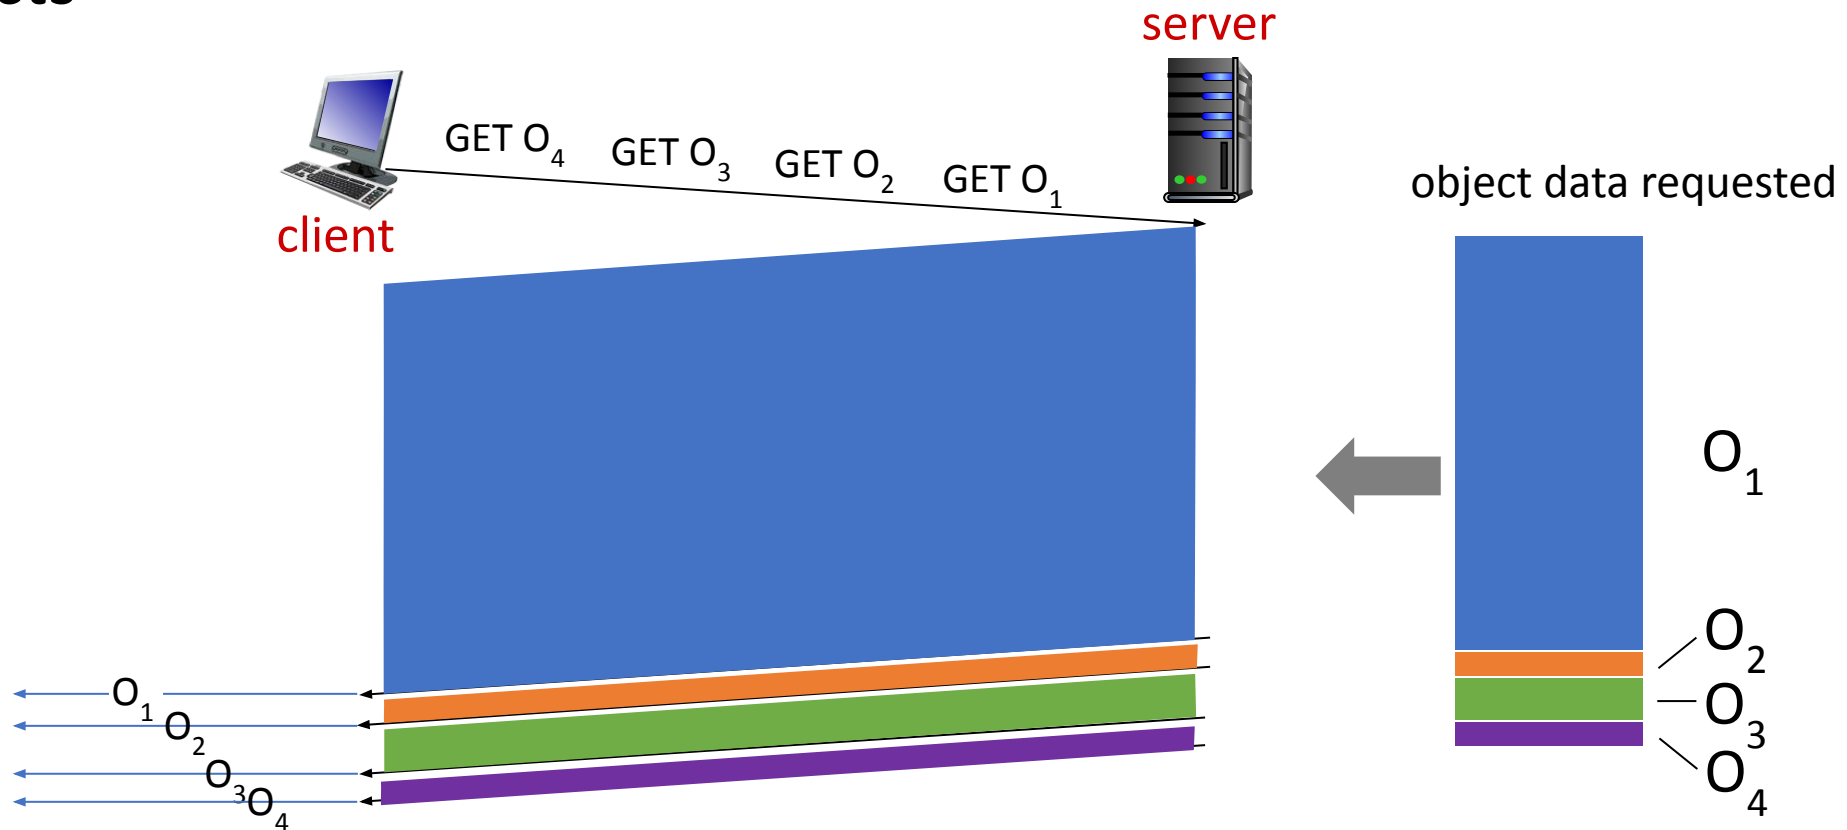 server
GET O4
GET O3
GET O2
GET O1
object data requested
client
O1
O2
O3
O4
O1
O2
O3
O4